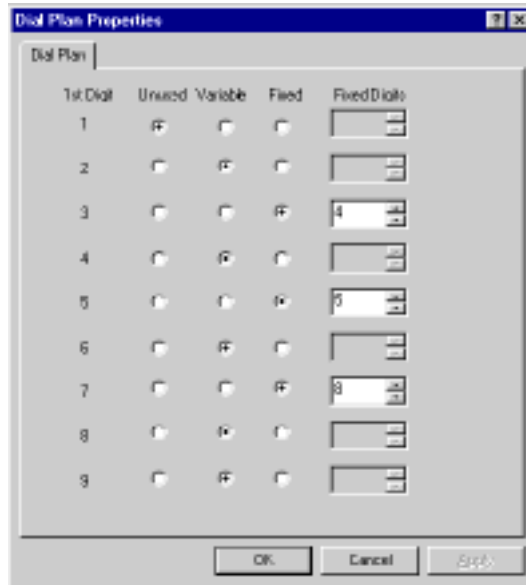 Dial Plan Properties
Dial Plan
1st Digit Unused Variable Fixed Fixed Digits
1
2
3 4
4
5 5
6
7 8
8
9
OK Cancel Apply